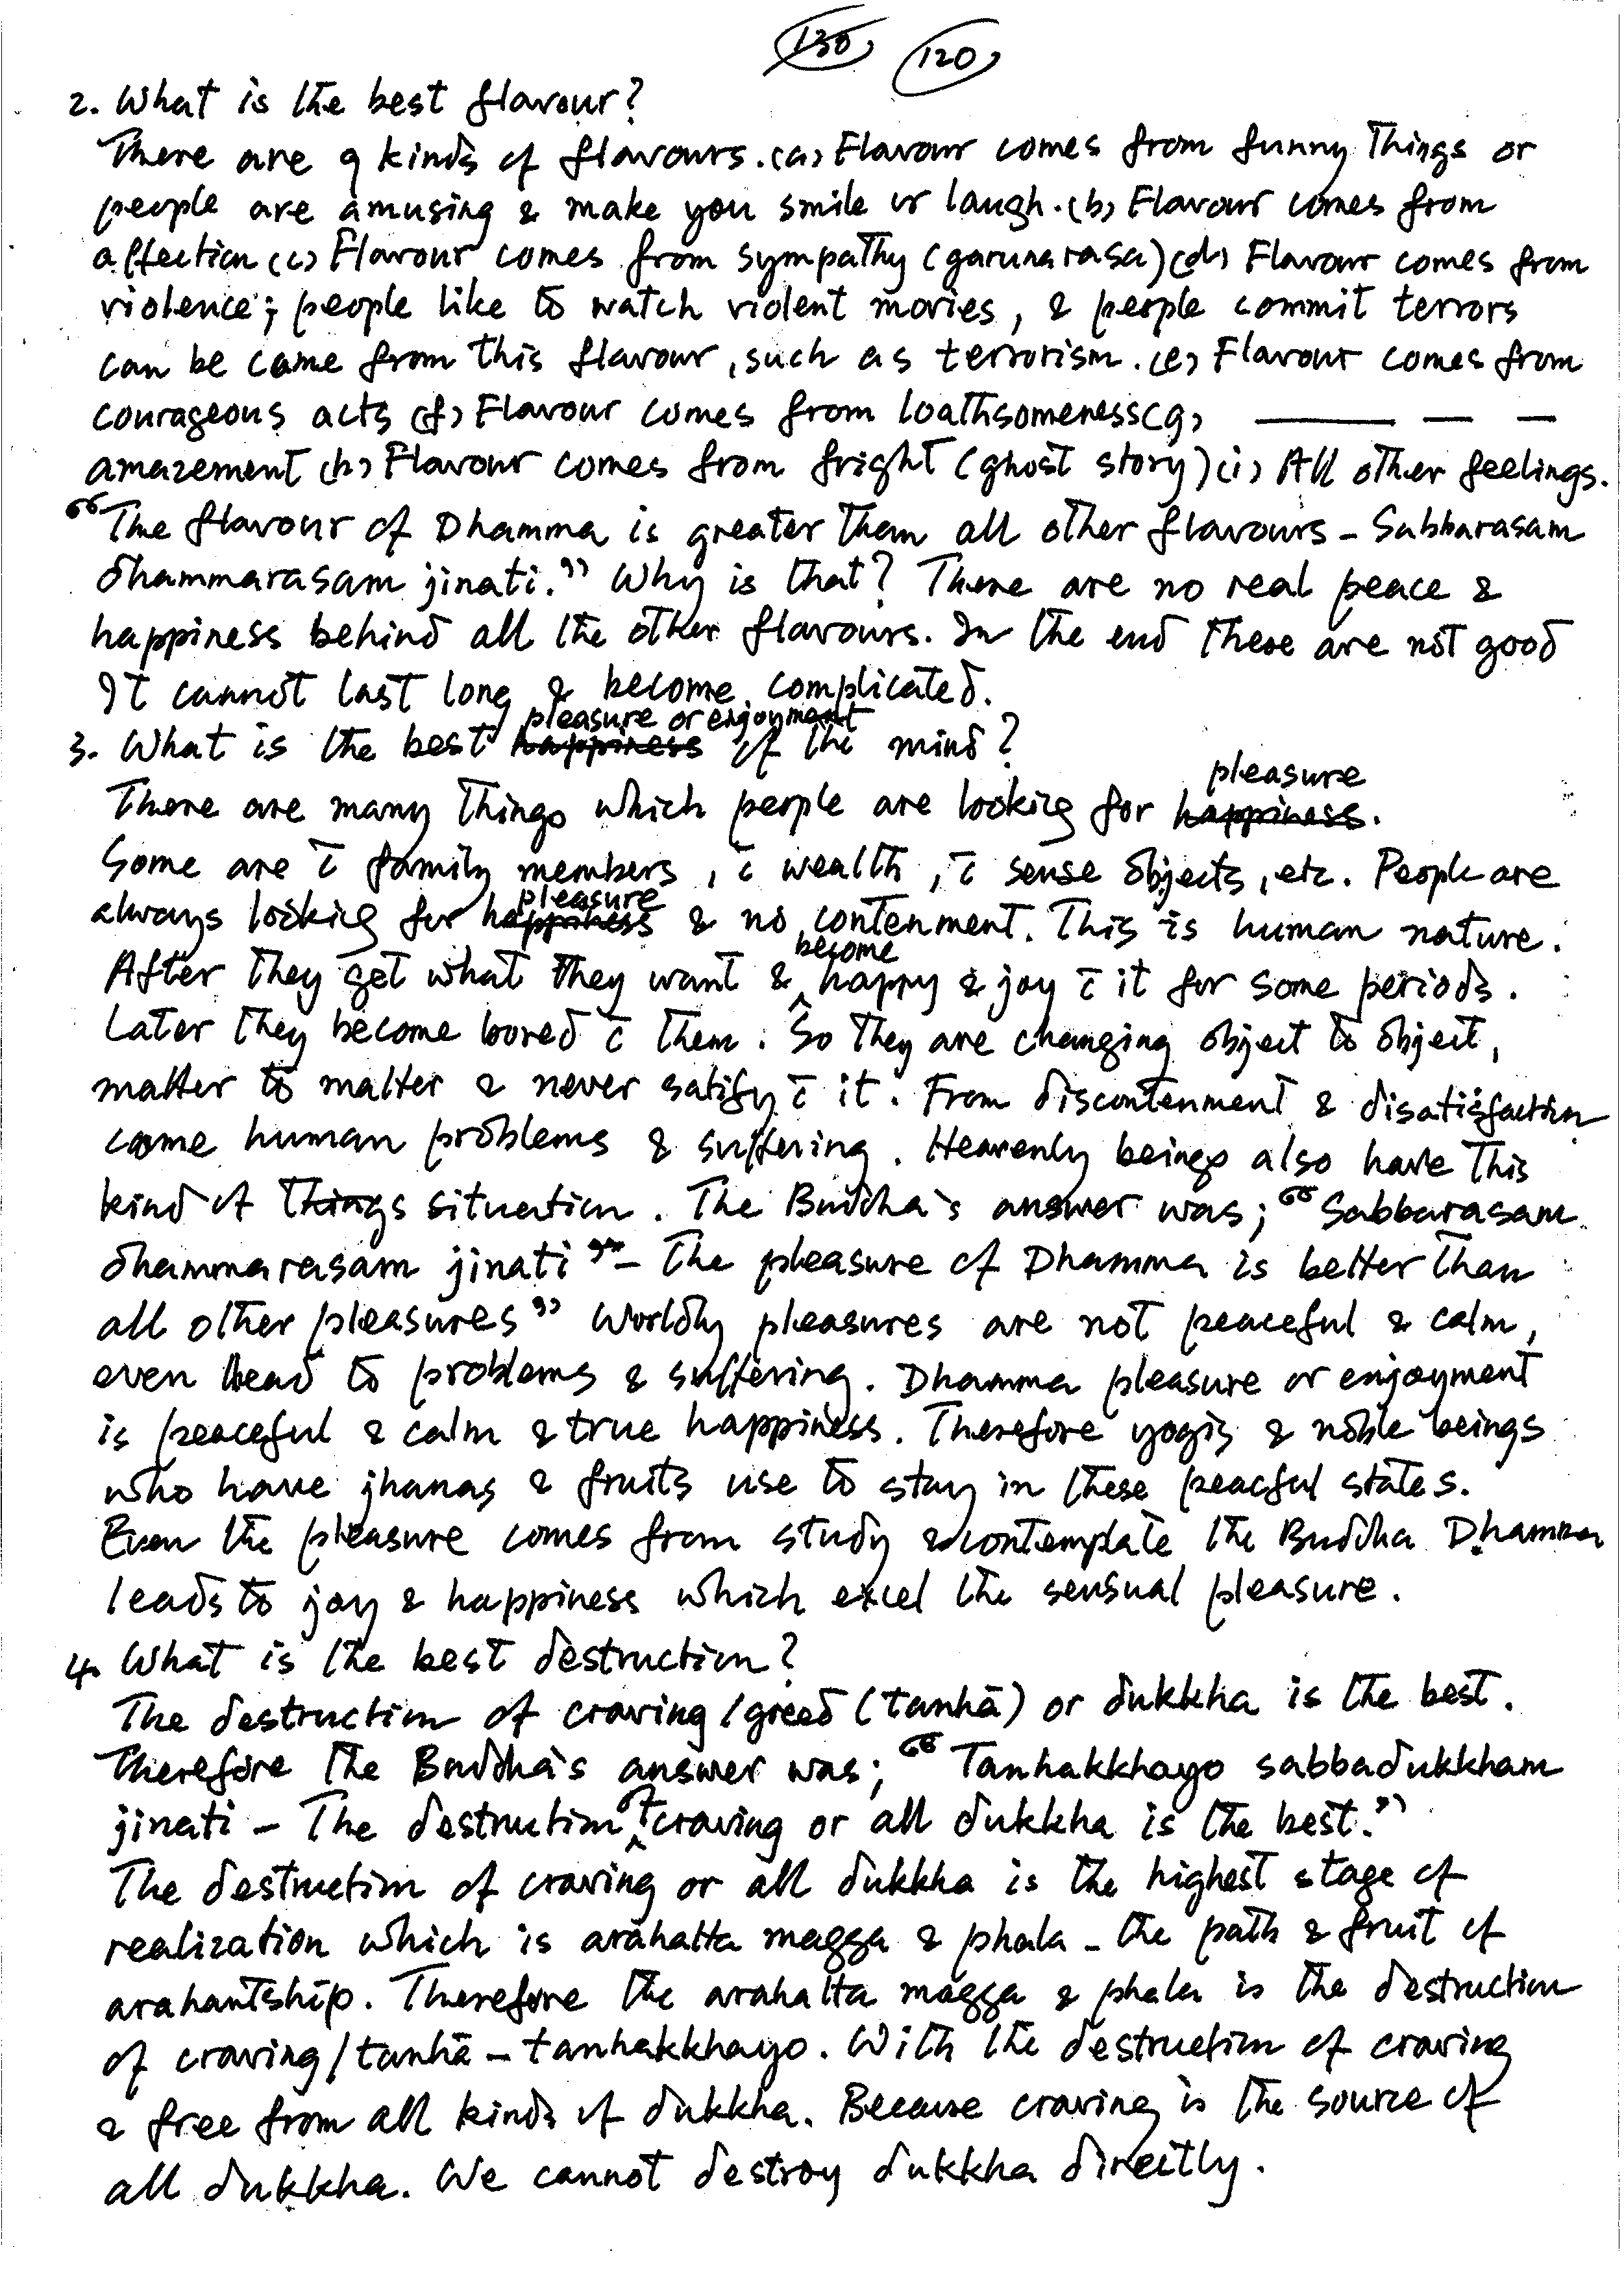 130 120
2. What is the best flavour?
There are 9 kinds of flavours. (a) Flavour comes from funny things or
people are amusing & make you smile or laugh. (b) Flavour comes from
affection (c) Flavour comes from sympathy (garunarasa) (d) Flavour comes from
violence; people like to watch violent movies, & people commit terrors
can be came from this flavour, such as terrorism. (e) Flavour comes from
courageous acts (f) Flavour comes from loathsomeness (g) ——— — —
amazement (h) Flavour comes from fright (ghost story) (i) All other feelings.
"The flavour of Dhamma is greater than all other flavours – Sabbarasam
dhammarasam jinati." Why is that? There are no real peace &
happiness behind all the other flavours. In the end these are not good
It cannot last long & become complicated.
pleasure or enjoyment
3. What is the best happiness of the mind?
pleasure
There are many things which people are looking for happiness.
Some are c̄ family members, c̄ wealth, c̄ sense objects, etc. People are
pleasure
always looking for happiness & no contenment. This is human nature.
become
After they get what they want & ^ happy & joy c̄ it for some periods.
Later they become bored c̄ them. So they are changing object to object,
matter to matter & never satisfy c̄ it. From discontenment & disatisfaction
come human problems & suffering. Heavenly beings also have this
kind of things situation. The Buddha's answer was; "Sabbarasam
dhammarasam jinati" – The pleasure of Dhamma is better than
all other pleasures" Worldly pleasures are not peaceful & calm,
even lead to problems & suffering. Dhamma pleasure or enjoyment
is peaceful & calm & true happiness. Therefore yogis & noble beings
who have jhanas & fruits use to stay in these peacful states.
Even the pleasure comes from study & contemplate the Buddha Dhamma
leads to joy & happiness which excel the sensual pleasure.
4. What is the best destruction?
The destruction of craving / greed (tanhā) or dukkha is the best.
Therefore the Buddha's answer was; "Tanhakkhayo sabbadukkham
jinati – The destruction of craving or all dukkha is the best."
The destruction of craving or all dukkha is the highest stage of
realization which is arahatta magga & phala – the path & fruit of
arahantship. Therefore the arahatta magga & phala is the destruction
of craving / tanhā – tanhakkhayo. With the destruction of craving
& free from all kinds of dukkha. Because craving is the source of
all dukkha. We cannot destroy dukkha directly.